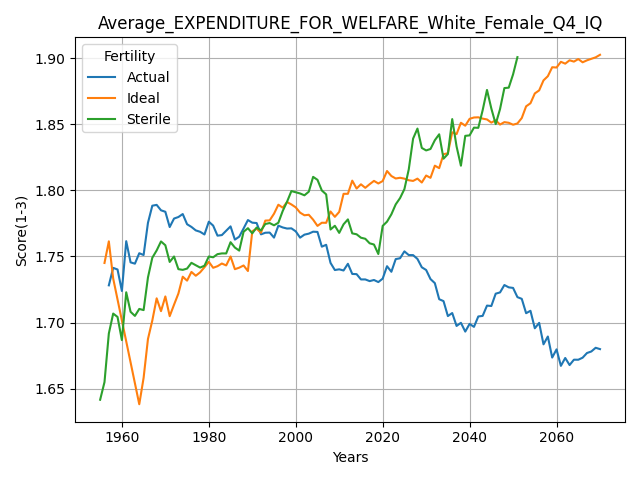 Average_EXPENDITURE_FOR_WELFARE_White_Female_Q4_IQ
Fertility
Actual
Ideal
Sterile
1.90
1.85
1.80
1.75
1.70
1.65
Score(1-3)
1960
1980
2000
2020
2040
2060
Years